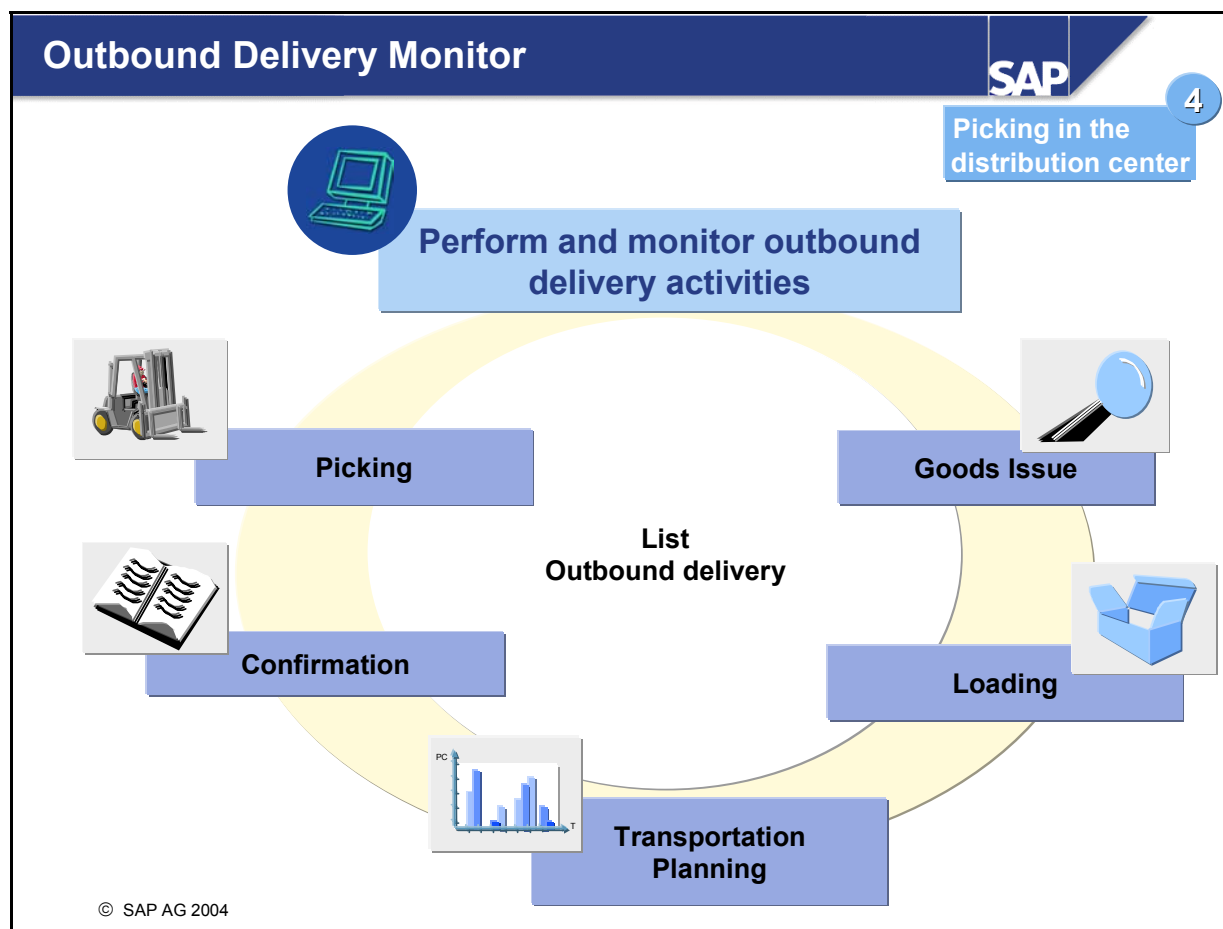 Outbound Delivery Monitor
SAP
4
Picking in the
distribution center
Perform and monitor outbound
delivery activities
Picking
Goods Issue
List
Outbound delivery
Confirmation
Loading
PC
T
Transportation
Planning
© SAP AG 2004